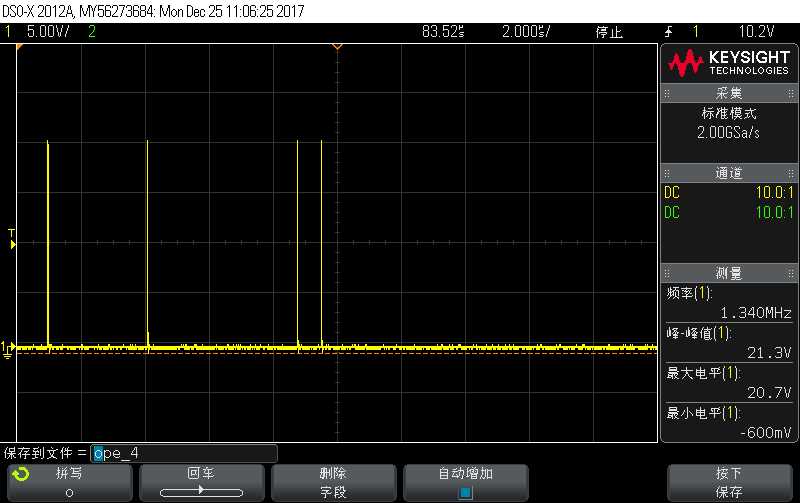 DSO-X 2012A, MY56273684: Mon Dec 25 11:06:25 2017
1 5.00V/ 2 83.52s 2.000s/ 停止 1 10.2V
KEYSIGHT
TECHNOLOGIES
采集
标准模式
2.00GSa/s
通道
DC 10.0:1
DC 10.0:1
T
测量
频率(1):
1.340MHz
峰-峰值(1):
21.3V
1
最大电平(1):
20.7V
最小电平(1):
-600mV
保存到文件 = ope_4
拼写
回车
删除
字段
自动增加
按下
保存